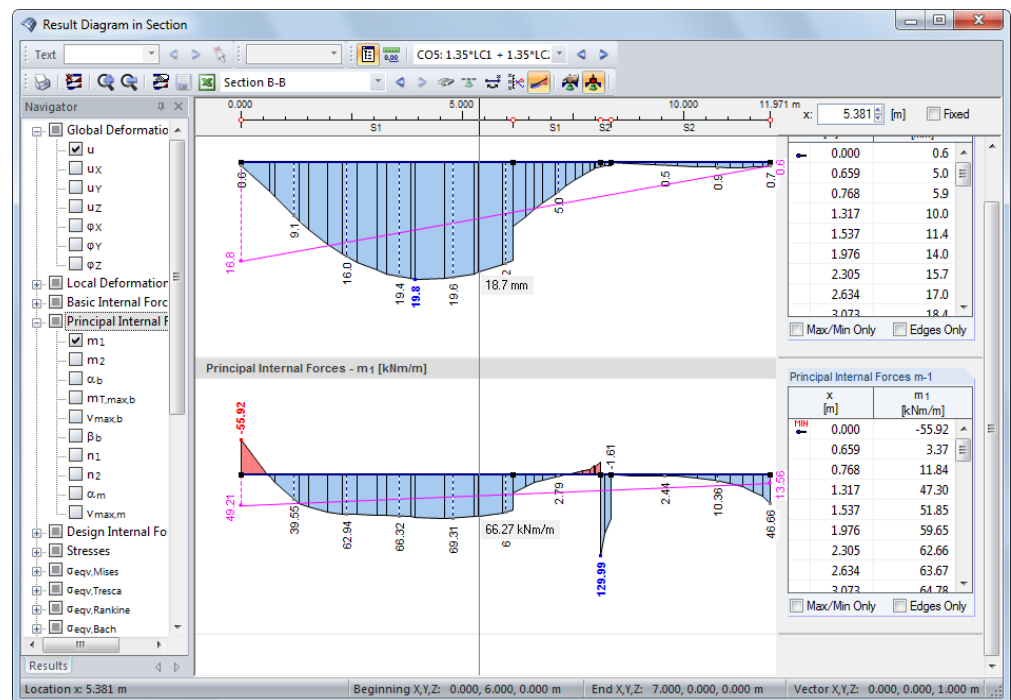 Result Diagram in Section
Text
CO5: 1.35*LC1 + 1.35*LC
Section B-B
Navigator
Global Deformatio
u
uX
uY
uZ
φX
φY
φZ
Local Deformation
Basic Internal Forc
Principal Internal F
m1
m2
αb
mT,max,b
vmax,b
βb
n1
n2
αm
vmax,m
Design Internal Fo
Stresses
σeqv,Mises
σeqv,Tresca
σeqv,Rankine
σeqv,Bach
Results
0.000 5.000 10.000 11.971 m
S1 S1 S2 S2
x: 5.381 [m] Fixed
0.6 16.8 9.1 16.0 19.4 19.8 19.6 2 5.0 0.5 0.9 0.7 0.6
18.7 mm
0.000 0.6
0.659 5.0
0.768 5.9
1.317 10.0
1.537 11.4
1.976 14.0
2.305 15.7
2.634 17.0
3.073 18.4
Max/Min Only Edges Only
Principal Internal Forces - m1 [kNm/m]
-55.92 49.21 39.55 62.94 66.32 69.31 6 2.79 129.99 -1.61 2.44 10.36 46.66 13.56
66.27 kNm/m
Principal Internal Forces m-1
x m1
[m] [kNm/m]
MIN 0.000 -55.92
0.659 3.37
0.768 11.84
1.317 47.30
1.537 51.85
1.976 59.65
2.305 62.66
2.634 63.67
3.073 64.78
Max/Min Only Edges Only
Location x: 5.381 m Beginning X,Y,Z: 0.000, 6.000, 0.000 m End X,Y,Z: 7.000, 0.000, 0.000 m Vector X,Y,Z: 0.000, 0.000, 1.000 m